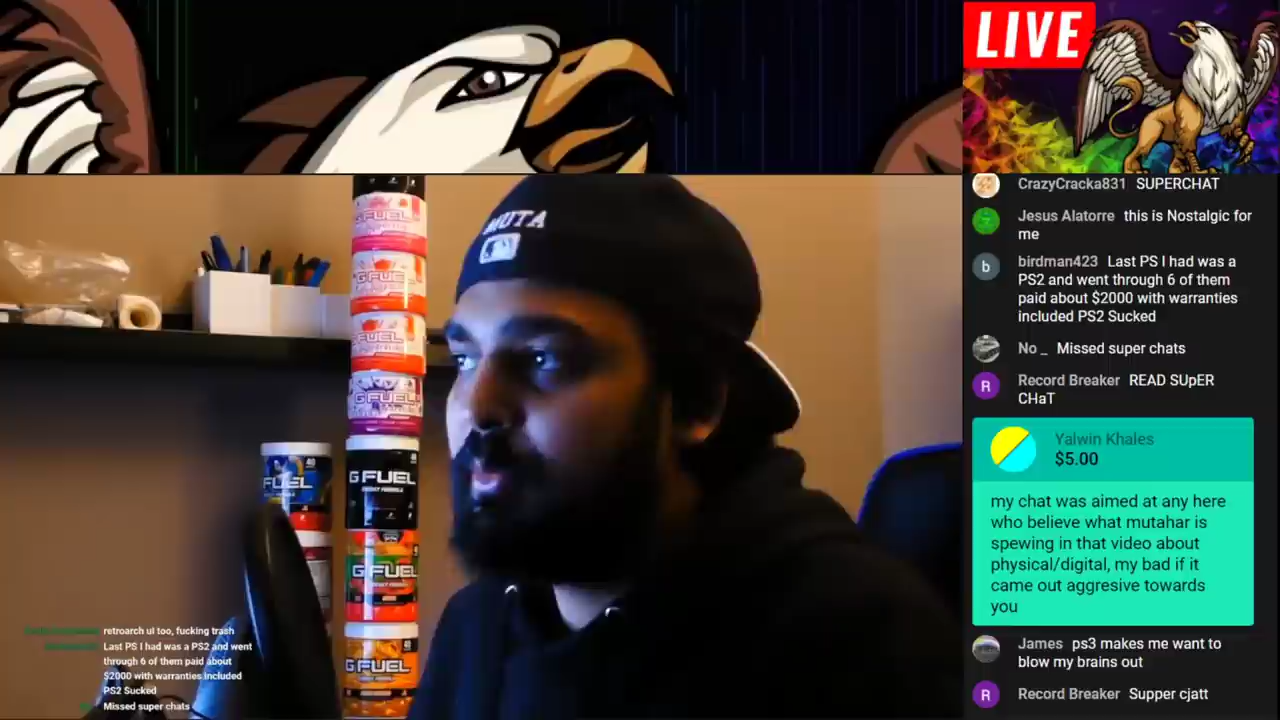 LIVE
CrazyCracka831 SUPERCHAT
Jesus Alatorre this is Nostalgic for
me
birdman423 Last PS I had was a
PS2 and went through 6 of them
paid about $2000 with warranties
included PS2 Sucked
No _ Missed super chats
Record Breaker READ SUpER
CHaT
Yalwin Khales
$5.00
my chat was aimed at any here
who believe what mutahar is
spewing in that video about
physical/digital, my bad if it
came out aggresive towards
you
James ps3 makes me want to
blow my brains out
Record Breaker Supper cjatt
MUTA
G FUEL
G FUEL
G FUEL
G FUEL
G FUEL
G FUEL
G FUEL
FUEL
40
retroarch ui too, fucking trash
Last PS I had was a PS2 and went
through 6 of them paid about
$2000 with warranties included
PS2 Sucked
Missed super chats
b
R
R